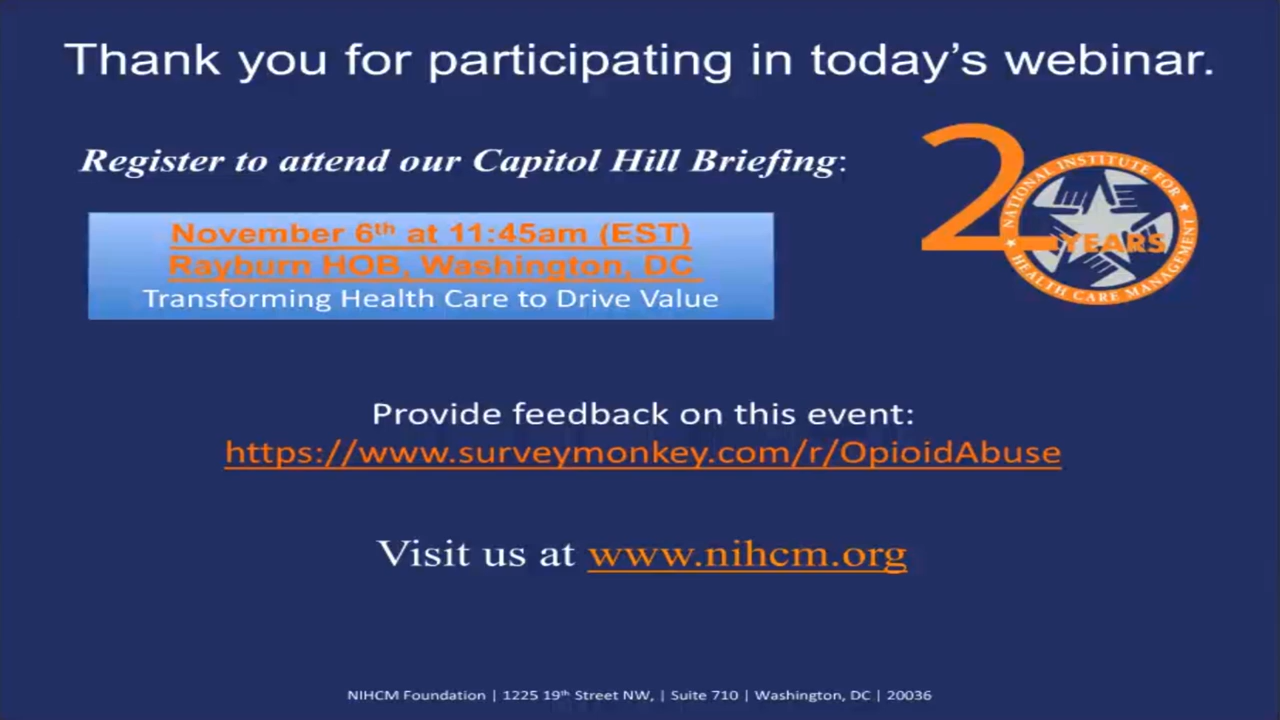 Thank you for participating in today’s webinar.
Register to attend our Capitol Hill Briefing:
November 6th at 11:45am (EST)
Rayburn HOB, Washington, DC
Transforming Health Care to Drive Value
20
YEARS
NATIONAL INSTITUTE FOR
HEALTH CARE MANAGEMENT
Provide feedback on this event:
https://www.surveymonkey.com/r/OpioidAbuse
Visit us at www.nihcm.org
NIHCM Foundation | 1225 19th Street NW, | Suite 710 | Washington, DC | 20036